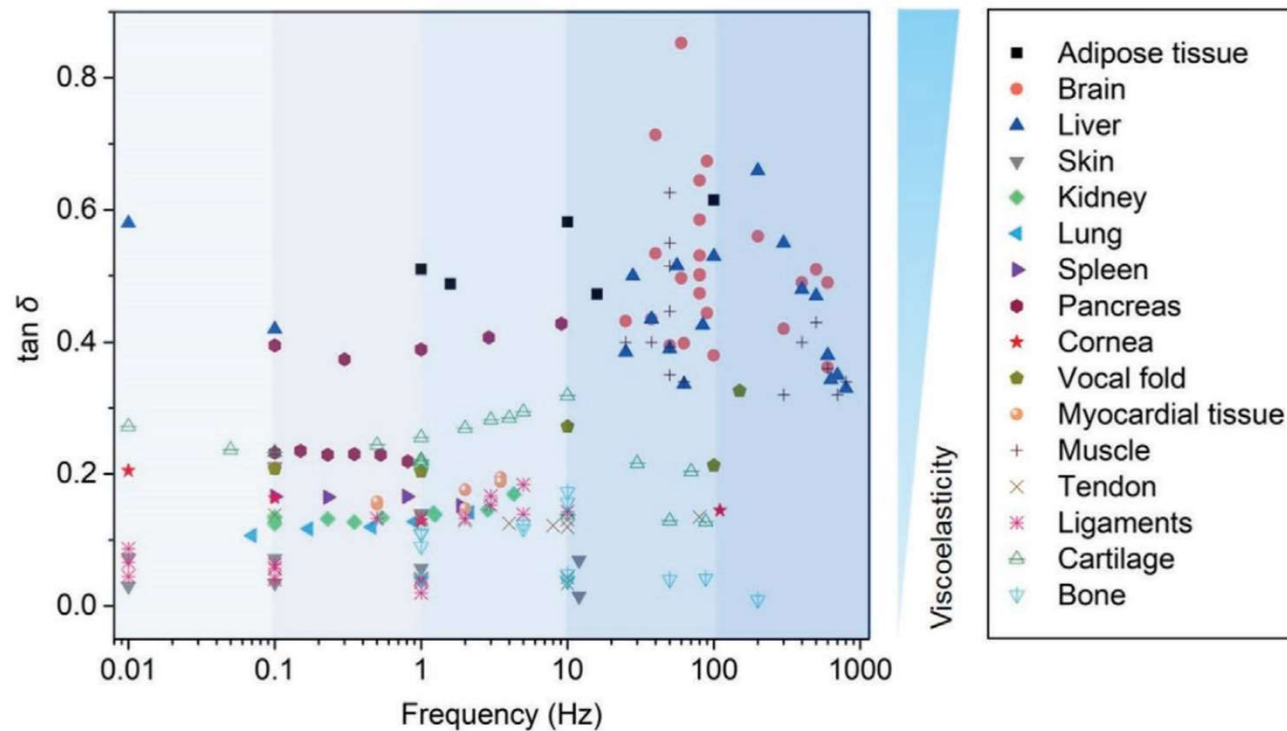 0.8
0.6
0.4
0.2
0.0
tan δ
0.01 0.1 1 10 100 1000
Frequency (Hz)
Viscoelasticity
Adipose tissue
Brain
Liver
Skin
Kidney
Lung
Spleen
Pancreas
Cornea
Vocal fold
Myocardial tissue
Muscle
Tendon
Ligaments
Cartilage
Bone